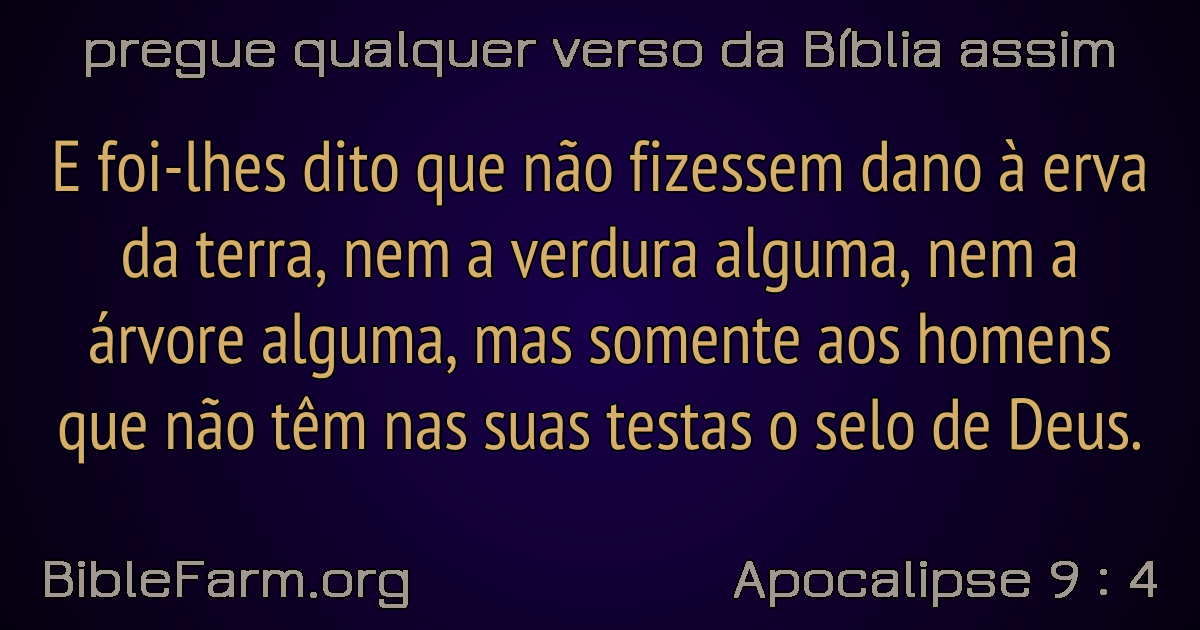 pregue qualquer verso da Bíblia assim
E foi-lhes dito que não fizessem dano à erva
da terra, nem a verdura alguma, nem a
árvore alguma, mas somente aos homens
que não têm nas suas testas o selo de Deus.
BibleFarm.org
Apocalipse 9 : 4